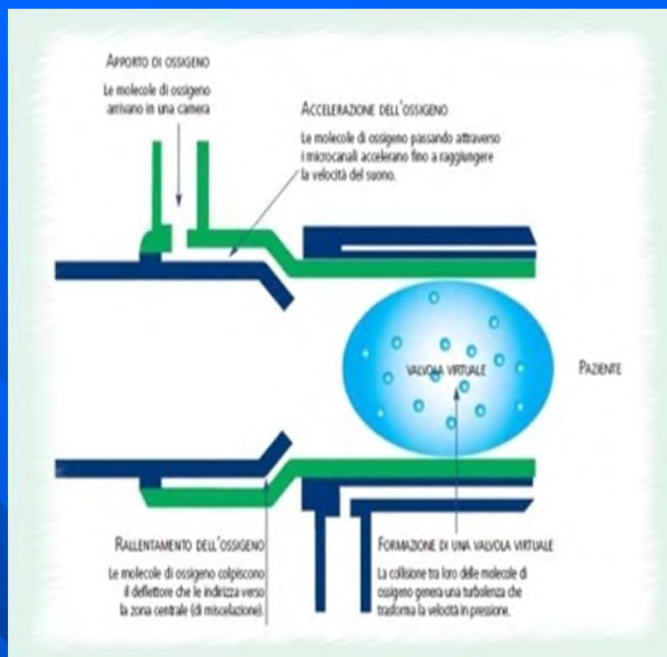 APPORTO DI OSSIGENO
Le molecole di ossigeno
arrivano in una camera
ACCELERAZIONE DELL'OSSIGENO
Le molecole di ossigeno passando attraverso
i microcanali accelerano fino a raggiungere
la velocità del suono.
VALVOLA VIRTUALE
PAZIENTE
RALLENTAMENTO DELL'OSSIGENO
Le molecole di ossigeno colpiscono
il deflettore che le indirizza verso
la zona centrale (di miscelazione).
FORMAZIONE DI UNA VALVOLA VIRTUALE
La collisione tra loro delle molecole di
ossigeno genera una turbolenza che
trasforma la velocità in pressione.